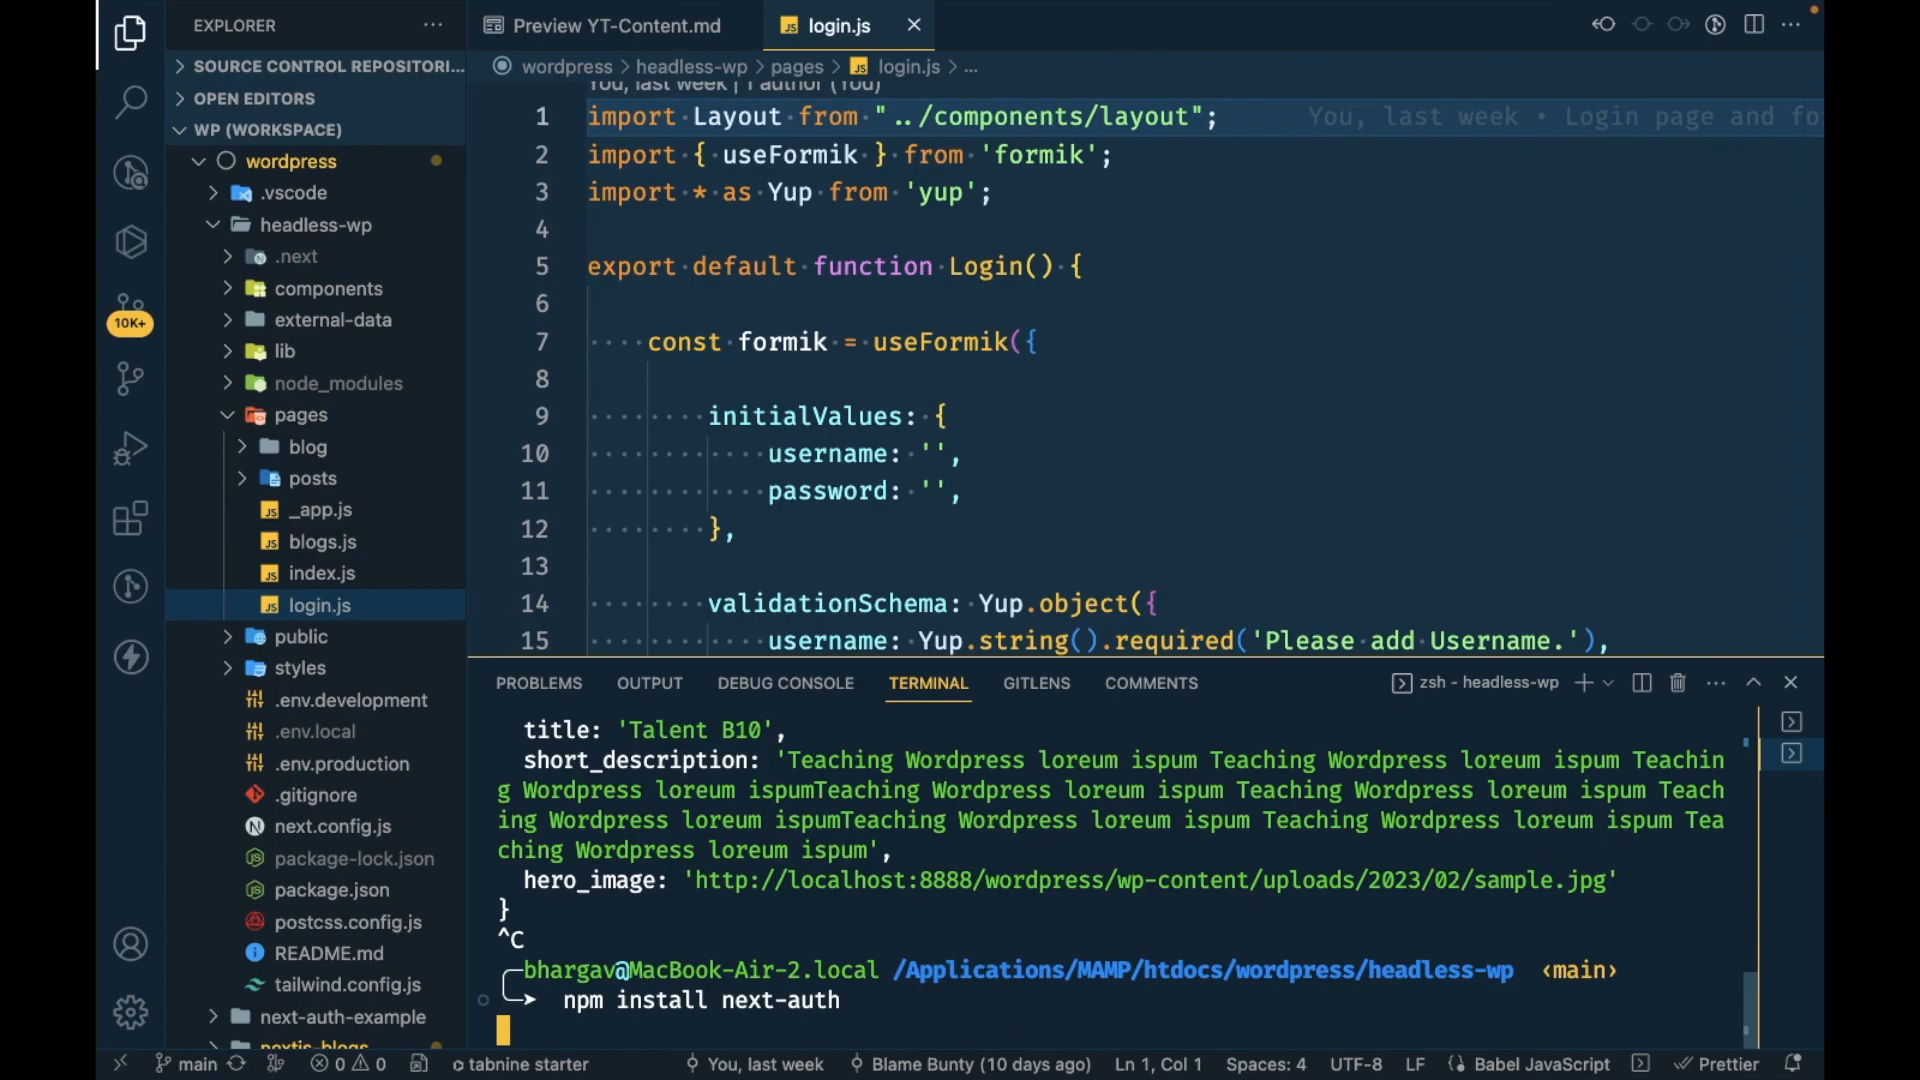 EXPLORER
SOURCE CONTROL REPOSITORI...
OPEN EDITORS
WP (WORKSPACE)
wordpress
.vscode
headless-wp
.next
components
external-data
lib
node_modules
pages
blog
posts
_app.js
blogs.js
index.js
login.js
public
styles
.env.development
.env.local
.env.production
.gitignore
next.config.js
package-lock.json
package.json
postcss.config.js
README.md
tailwind.config.js
next-auth-example
nextjs-blogs
10K+
Preview YT-Content.md
login.js
wordpress > headless-wp > pages > login.js > ...
You, last week | 1 author (You)
1 import Layout from "../components/layout"; You, last week • Login page and fo
2 import { useFormik } from 'formik';
3 import * as Yup from 'yup';
4
5 export default function Login() {
6
7 const formik = useFormik({
8
9 initialValues: {
10 username: '',
11 password: '',
12 },
13
14 validationSchema: Yup.object({
15 username: Yup.string().required('Please add Username.'),
PROBLEMS OUTPUT DEBUG CONSOLE TERMINAL GITLENS COMMENTS zsh - headless-wp
title: 'Talent B10',
short_description: 'Teaching Wordpress loreum ispum Teaching Wordpress loreum ispum Teachin
g Wordpress loreum ispumTeaching Wordpress loreum ispum Teaching Wordpress loreum ispum Teach
ing Wordpress loreum ispumTeaching Wordpress loreum ispum Teaching Wordpress loreum ispum Tea
ching Wordpress loreum ispum',
hero_image: 'http://localhost:8888/wordpress/wp-content/uploads/2023/02/sample.jpg'
}
^C
bhargav@MacBook-Air-2.local /Applications/MAMP/htdocs/wordpress/headless-wp ‹main›
npm install next-auth
main 0 0 tabnine starter You, last week Blame Bunty (10 days ago) Ln 1, Col 1 Spaces: 4 UTF-8 LF Babel JavaScript Prettier